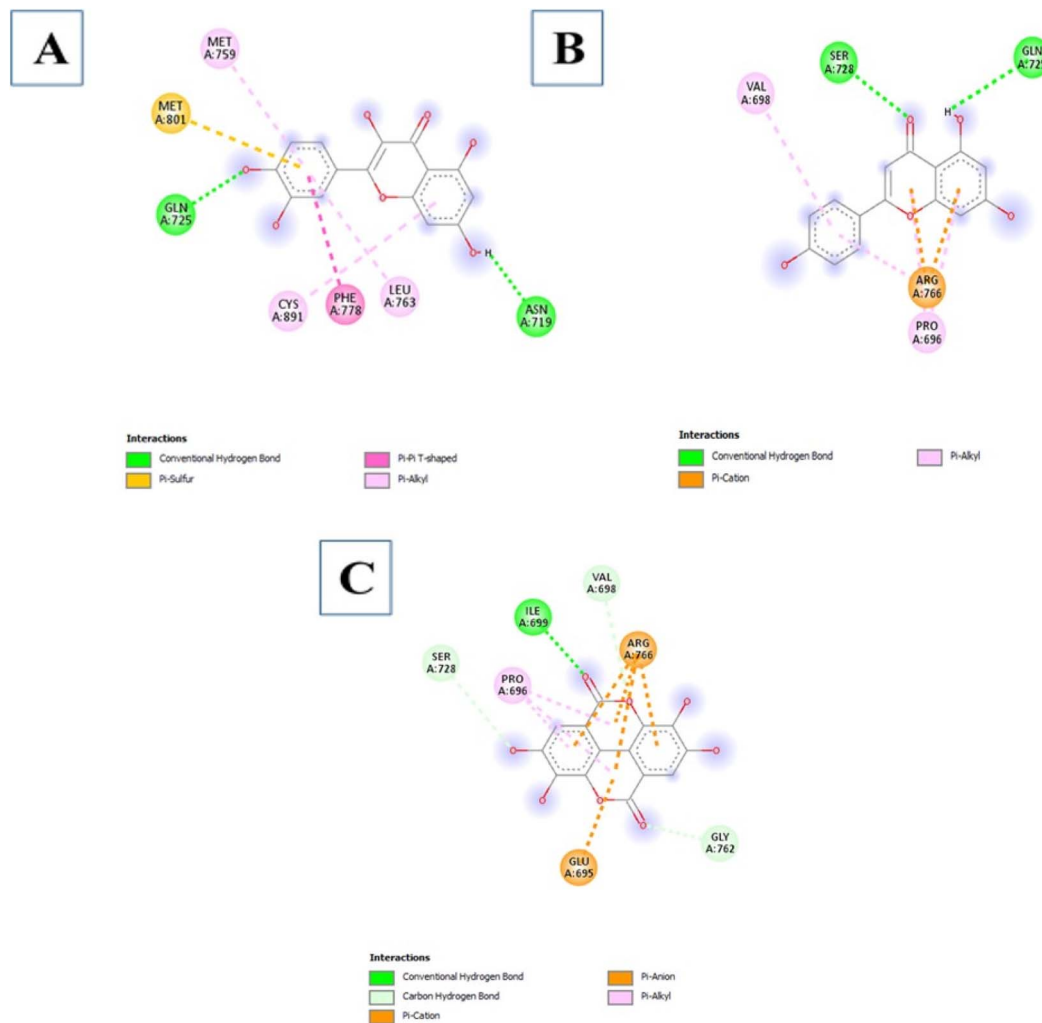 A
MET
A:759
MET
A:801
GLN
A:725
O
O
O
O
O
O
O
H
CYS
A:891
PHE
A:778
LEU
A:763
ASN
A:719
Interactions
Conventional Hydrogen Bond
Pi-Sulfur
Pi-Pi T-shaped
Pi-Alkyl
B
SER
A:728
GLN
A:725
VAL
A:698
H
O
O
O
O
O
ARG
A:766
PRO
A:696
Interactions
Conventional Hydrogen Bond
Pi-Cation
Pi-Alkyl
C
VAL
A:698
ILE
A:699
ARG
A:766
SER
A:728
PRO
A:696
O
O
O
O
O
O
O
O
GLY
A:762
GLU
A:695
Interactions
Conventional Hydrogen Bond
Carbon Hydrogen Bond
Pi-Cation
Pi-Anion
Pi-Alkyl